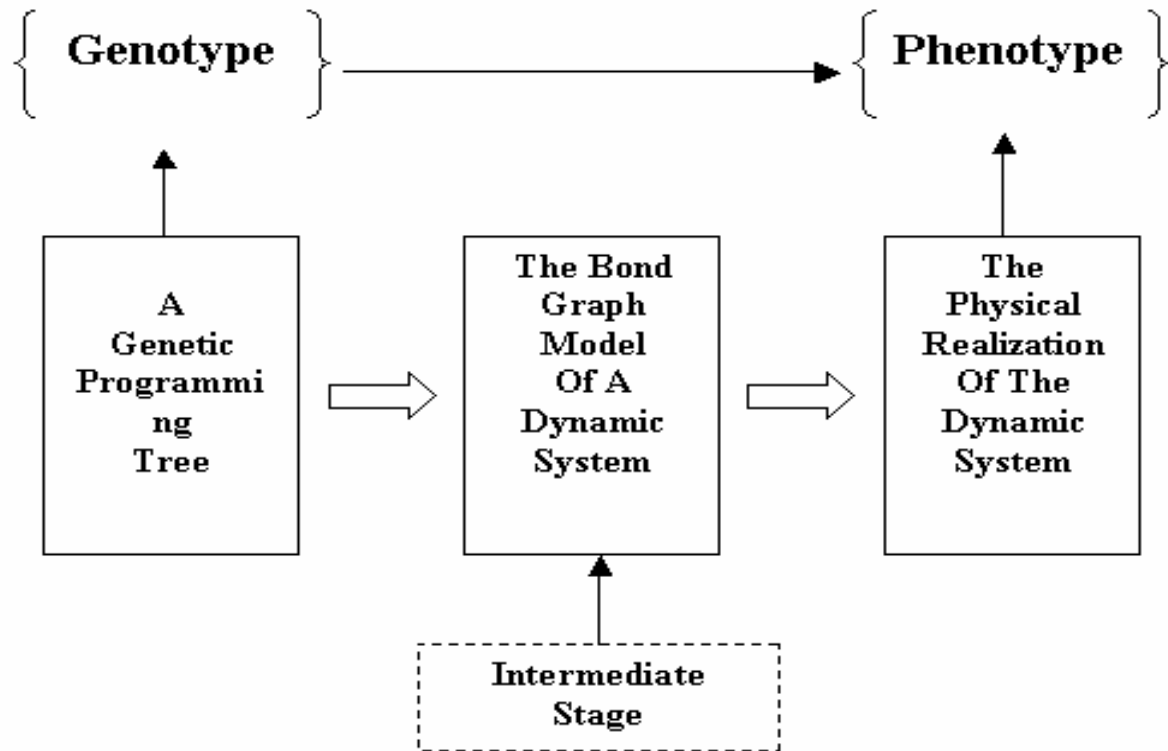 Genotype
Phenotype
A
Genetic
Programmi
ng
Tree
The Bond
Graph
Model
Of A
Dynamic
System
The
Physical
Realization
Of The
Dynamic
System
Intermediate
Stage